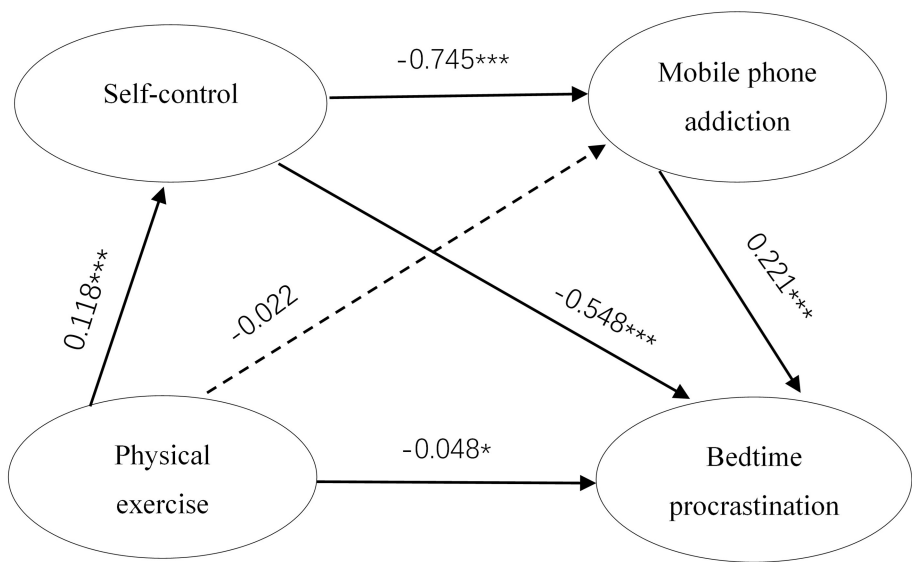 -0.745***
Self-control
Mobile phone
addiction
0.118***
-0.022
-0.548***
0.221***
-0.048*
Physical
exercise
Bedtime
procrastination